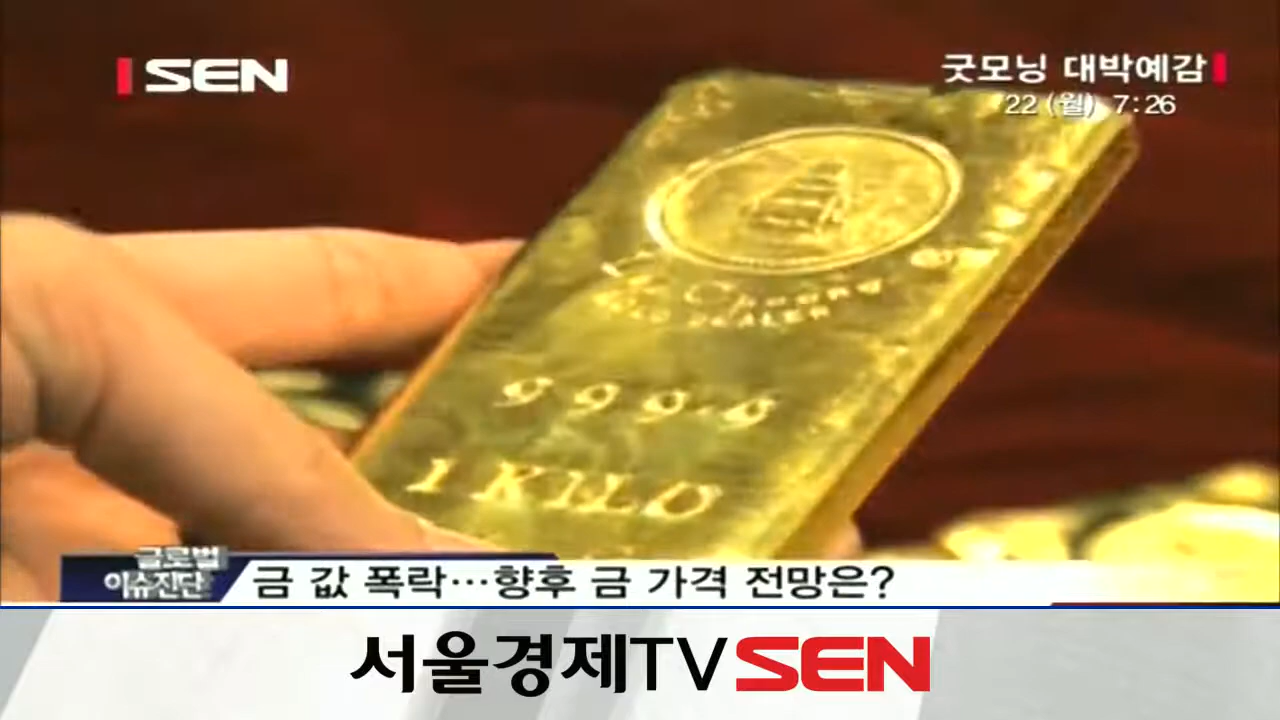 SEN
굿모닝 대박예감
22 (월) 7:26
999.9
1 KILO
글로벌
이슈진단
금 값 폭락…향후 금 가격 전망은?
서울경제TV SEN